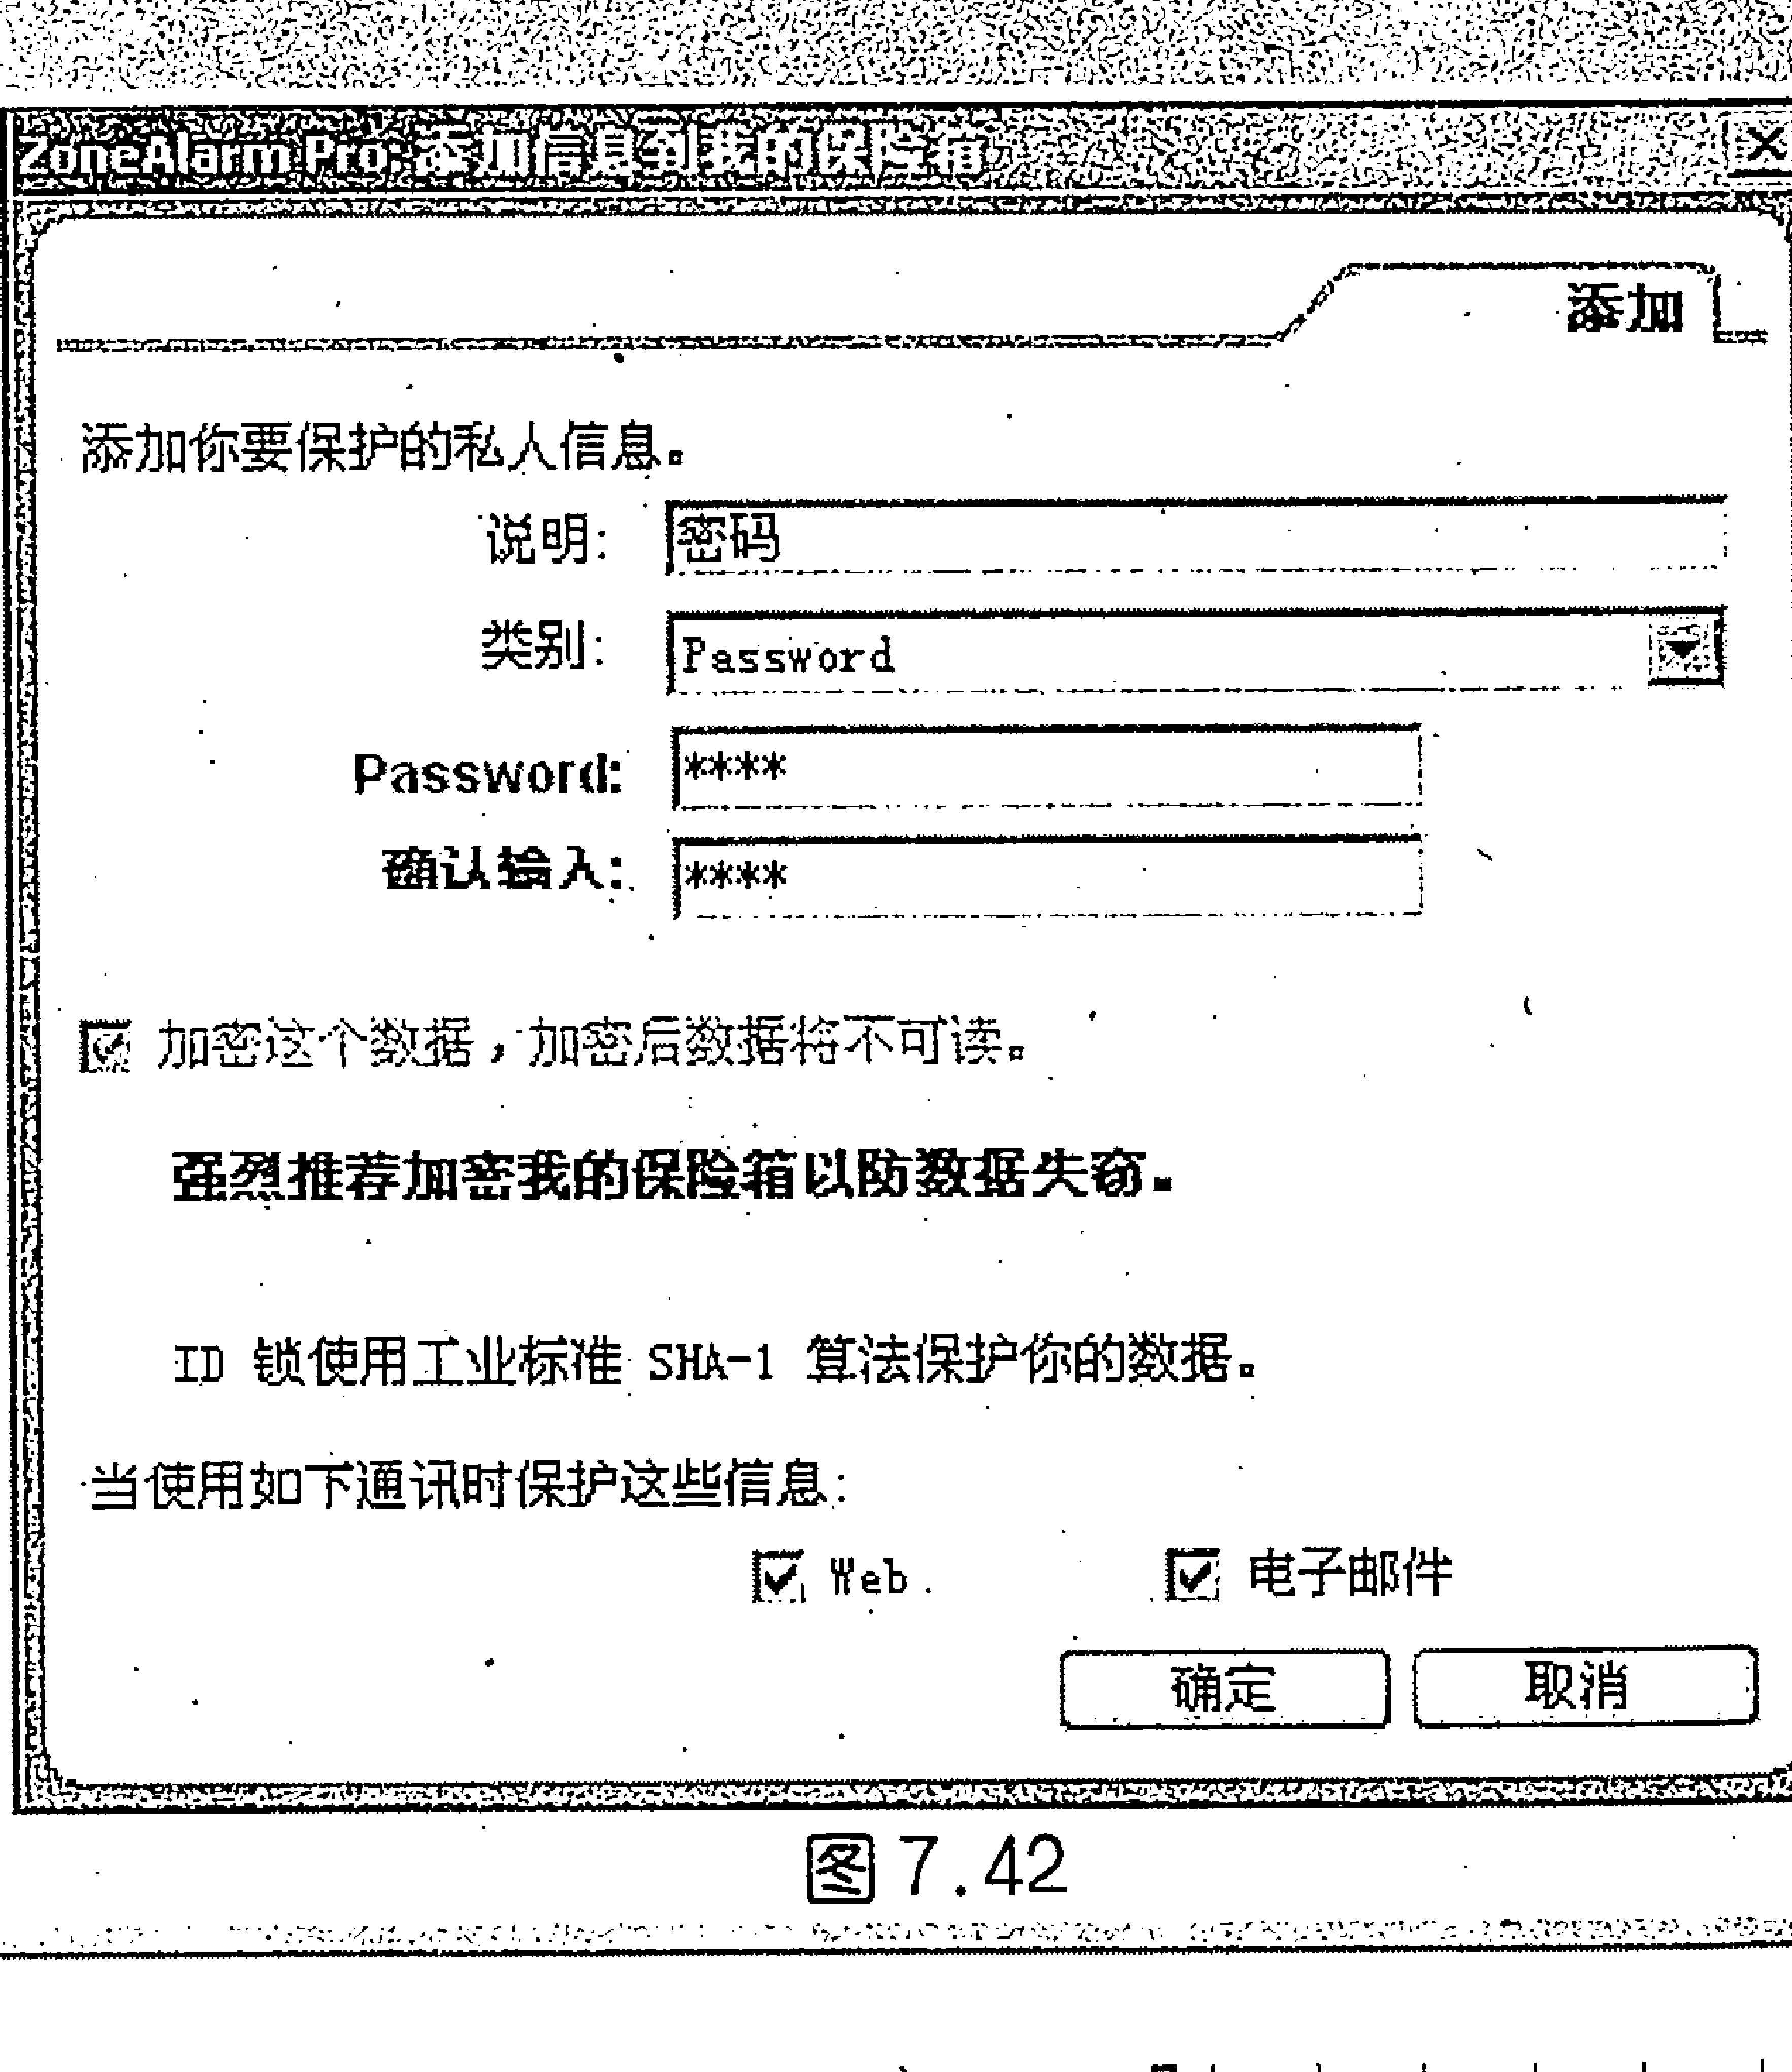 ZoneAlarm Pro: 添加信息到我的保险箱
添加
添加你要保护的私人信息。
说明: 密码
类别: Password
Password: ****
确认输入: ****
加密这个数据，加密后数据将不可读。
强烈推荐加密我的保险箱以防数据失窃。
ID 锁使用工业标准 SHA-1 算法保护你的数据。
当使用如下通讯时保护这些信息:
Web 电子邮件
确定 取消
图 7.42